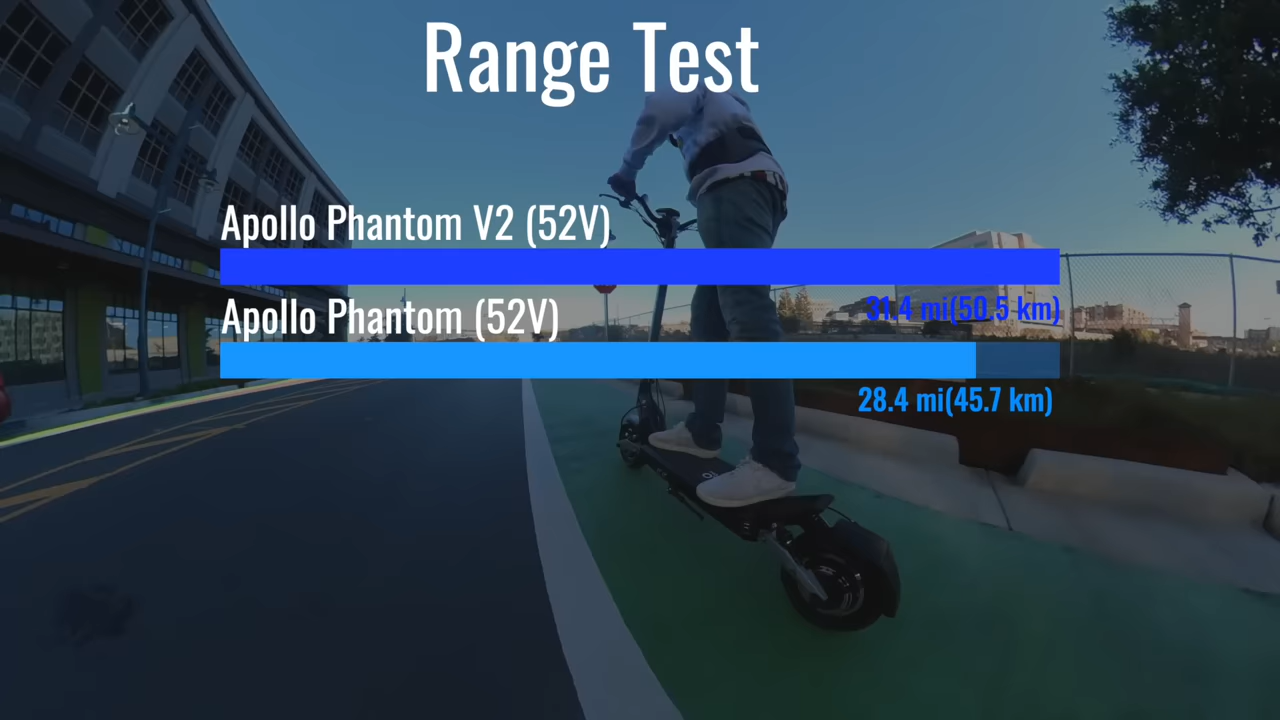 Range Test
Apollo Phantom V2 (52V)
31.4 mi(50.5 km)
Apollo Phantom (52V)
28.4 mi(45.7 km)